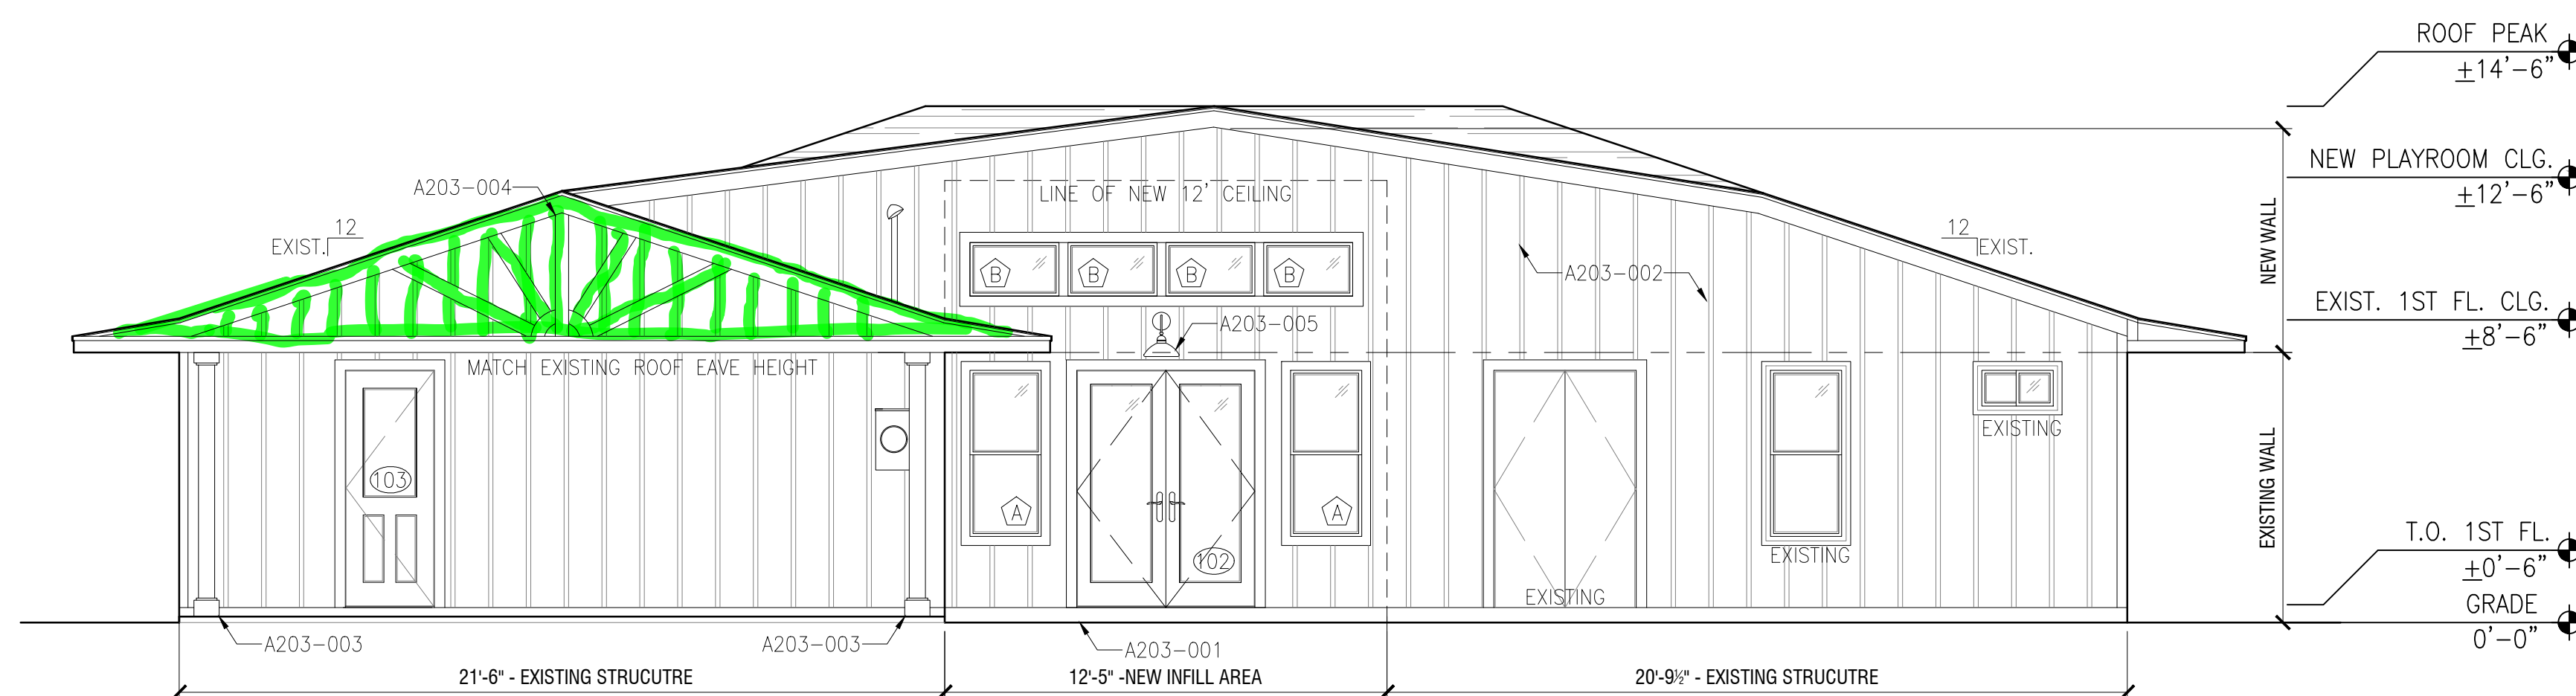 ROOF PEAK
±14'-6"
NEW PLAYROOM CLG.
±12'-6"
A203-004
LINE OF NEW 12' CEILING
12
EXIST.
12
EXIST.
NEW WALL
B
B
B
B
A203-002
EXIST. 1ST FL. CLG.
±8'-6"
A203-005
MATCH EXISTING ROOF EAVE HEIGHT
EXISTING
103
A
A
EXISTING WALL
102
EXISTING
EXISTING
T.O. 1ST FL.
±0'-6"
GRADE
0'-0"
A203-003
A203-003
A203-001
21'-6" - EXISTING STRUCUTRE
12'-5" -NEW INFILL AREA
20'-9½" - EXISTING STRUCUTRE